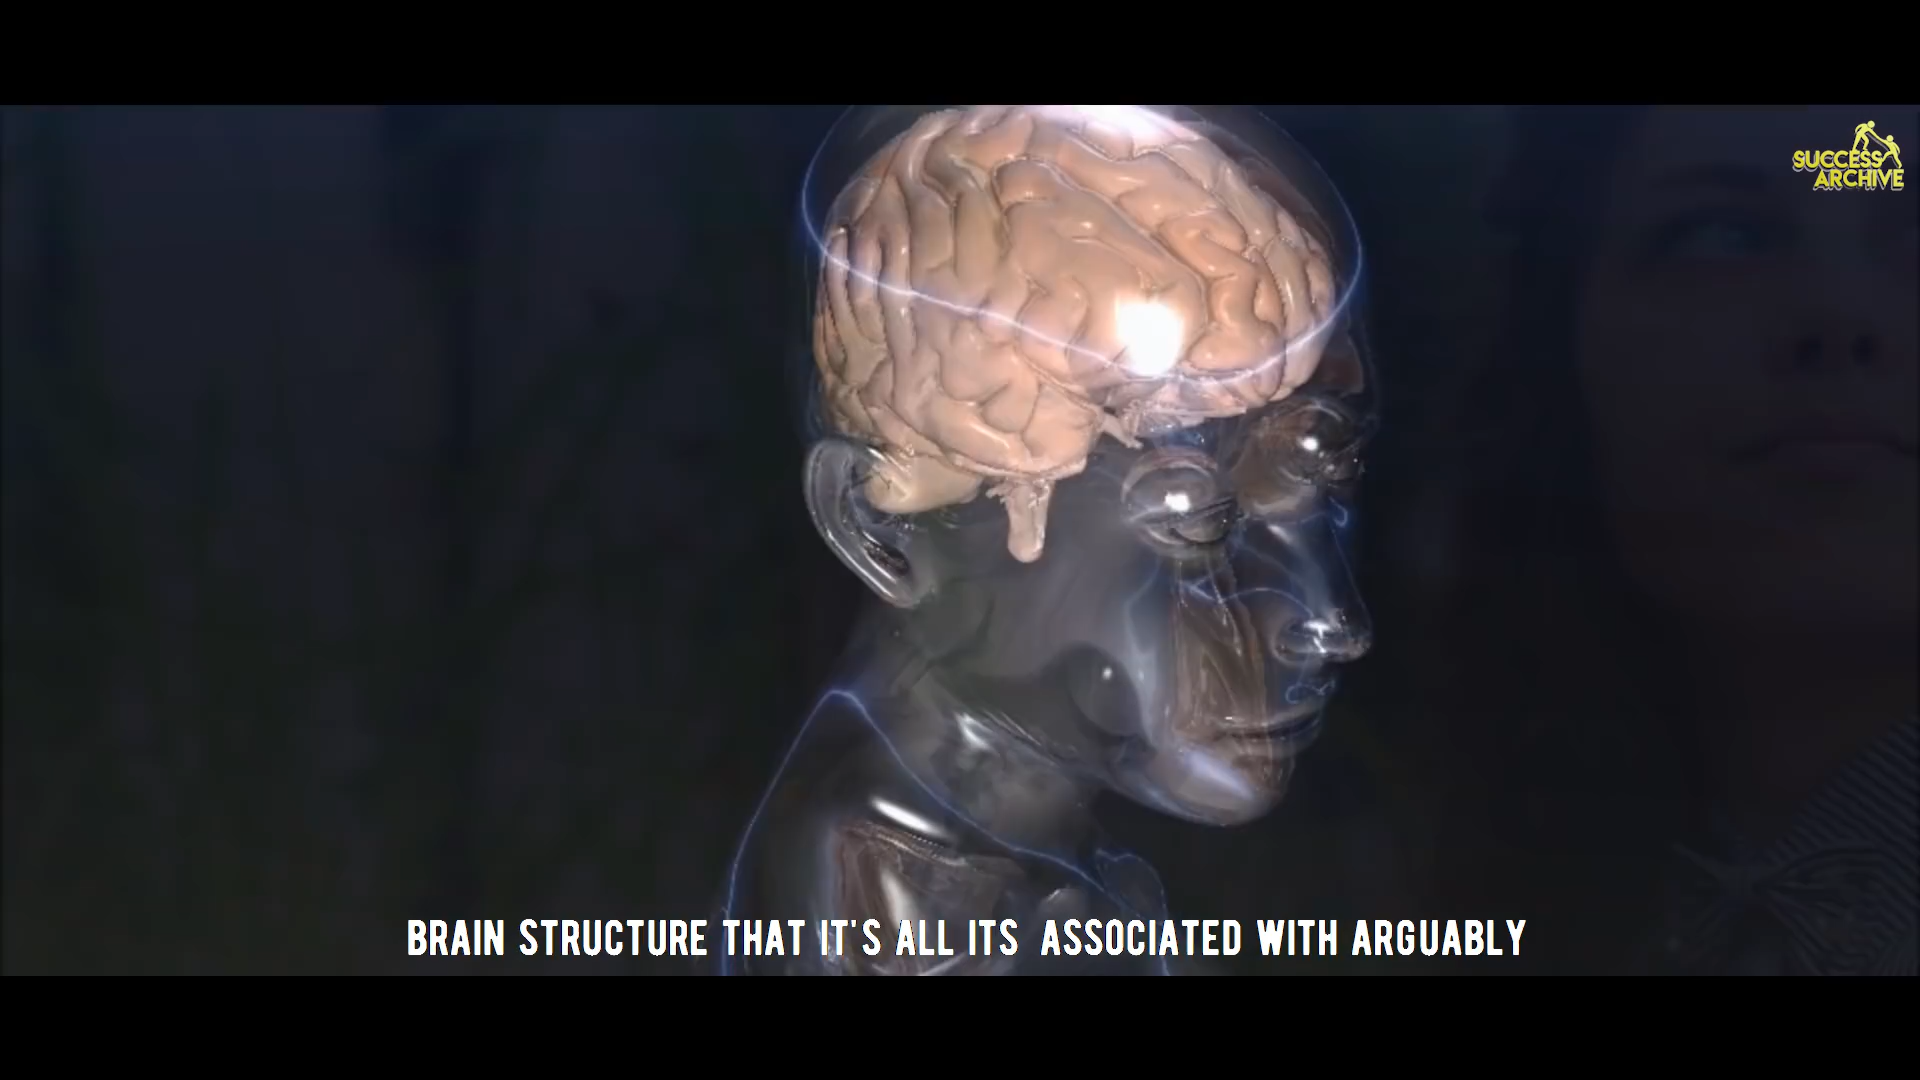 SUCCESS
ARCHIVE
BRAIN STRUCTURE THAT IT'S ALL ITS  ASSOCIATED WITH ARGUABLY